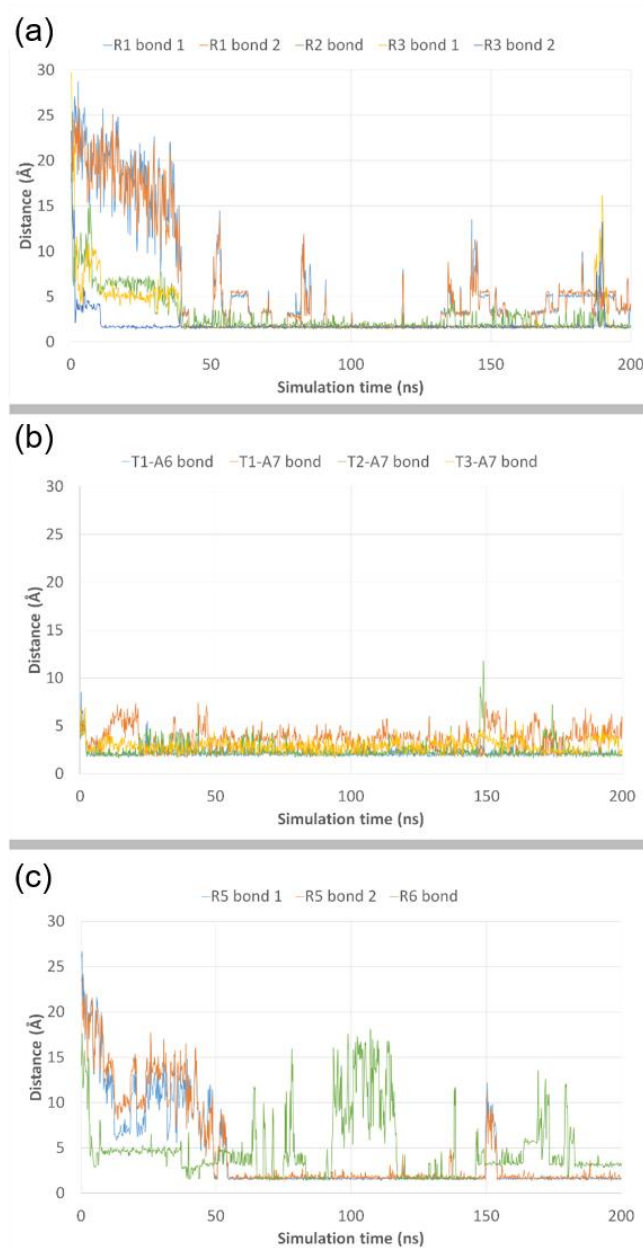 (a)
R1 bond 1 R1 bond 2 R2 bond R3 bond 1 R3 bond 2
30
25
20
15
10
5
0
Distance (Å)
0 50 100 150 200
Simulation time (ns)
(b)
T1-A6 bond T1-A7 bond T2-A7 bond T3-A7 bond
30
25
20
15
10
5
0
Distance (Å)
0 50 100 150 200
Simulation time (ns)
(c)
R5 bond 1 R5 bond 2 R6 bond
30
25
20
15
10
5
0
Distance (Å)
0 50 100 150 200
Simulation time (ns)